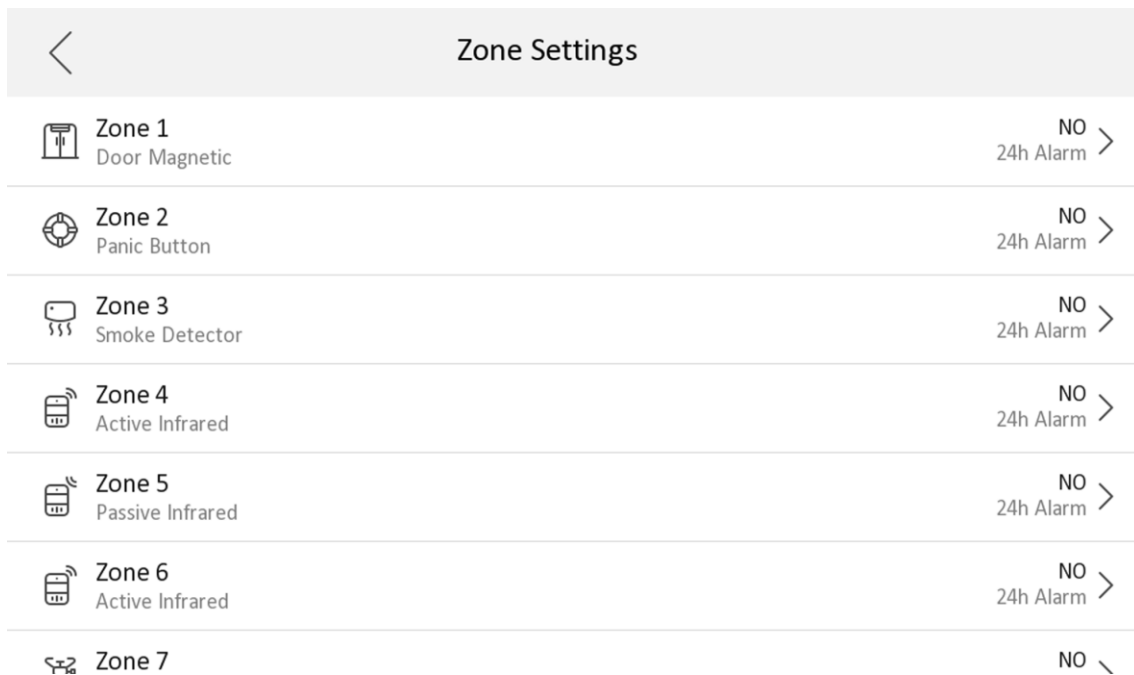 Zone Settings
Zone 1
NO
Door Magnetic
24h Alarm
Zone 2
NO
Panic Button
24h Alarm
Zone 3
NO
Smoke Detector
24h Alarm
Zone 4
NO
Active Infrared
24h Alarm
Zone 5
NO
Passive Infrared
24h Alarm
Zone 6
NO
Active Infrared
24h Alarm
Zone 7
NO